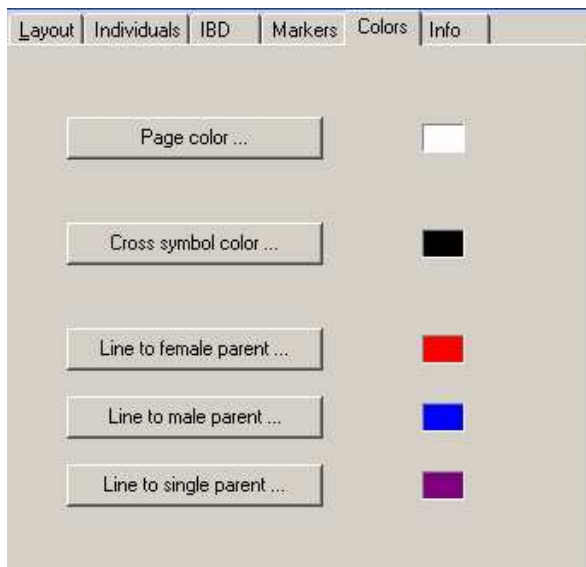 Layout Individuals IBD Markers Colors Info
Page color ...
Cross symbol color ...
Line to female parent ...
Line to male parent ...
Line to single parent ...